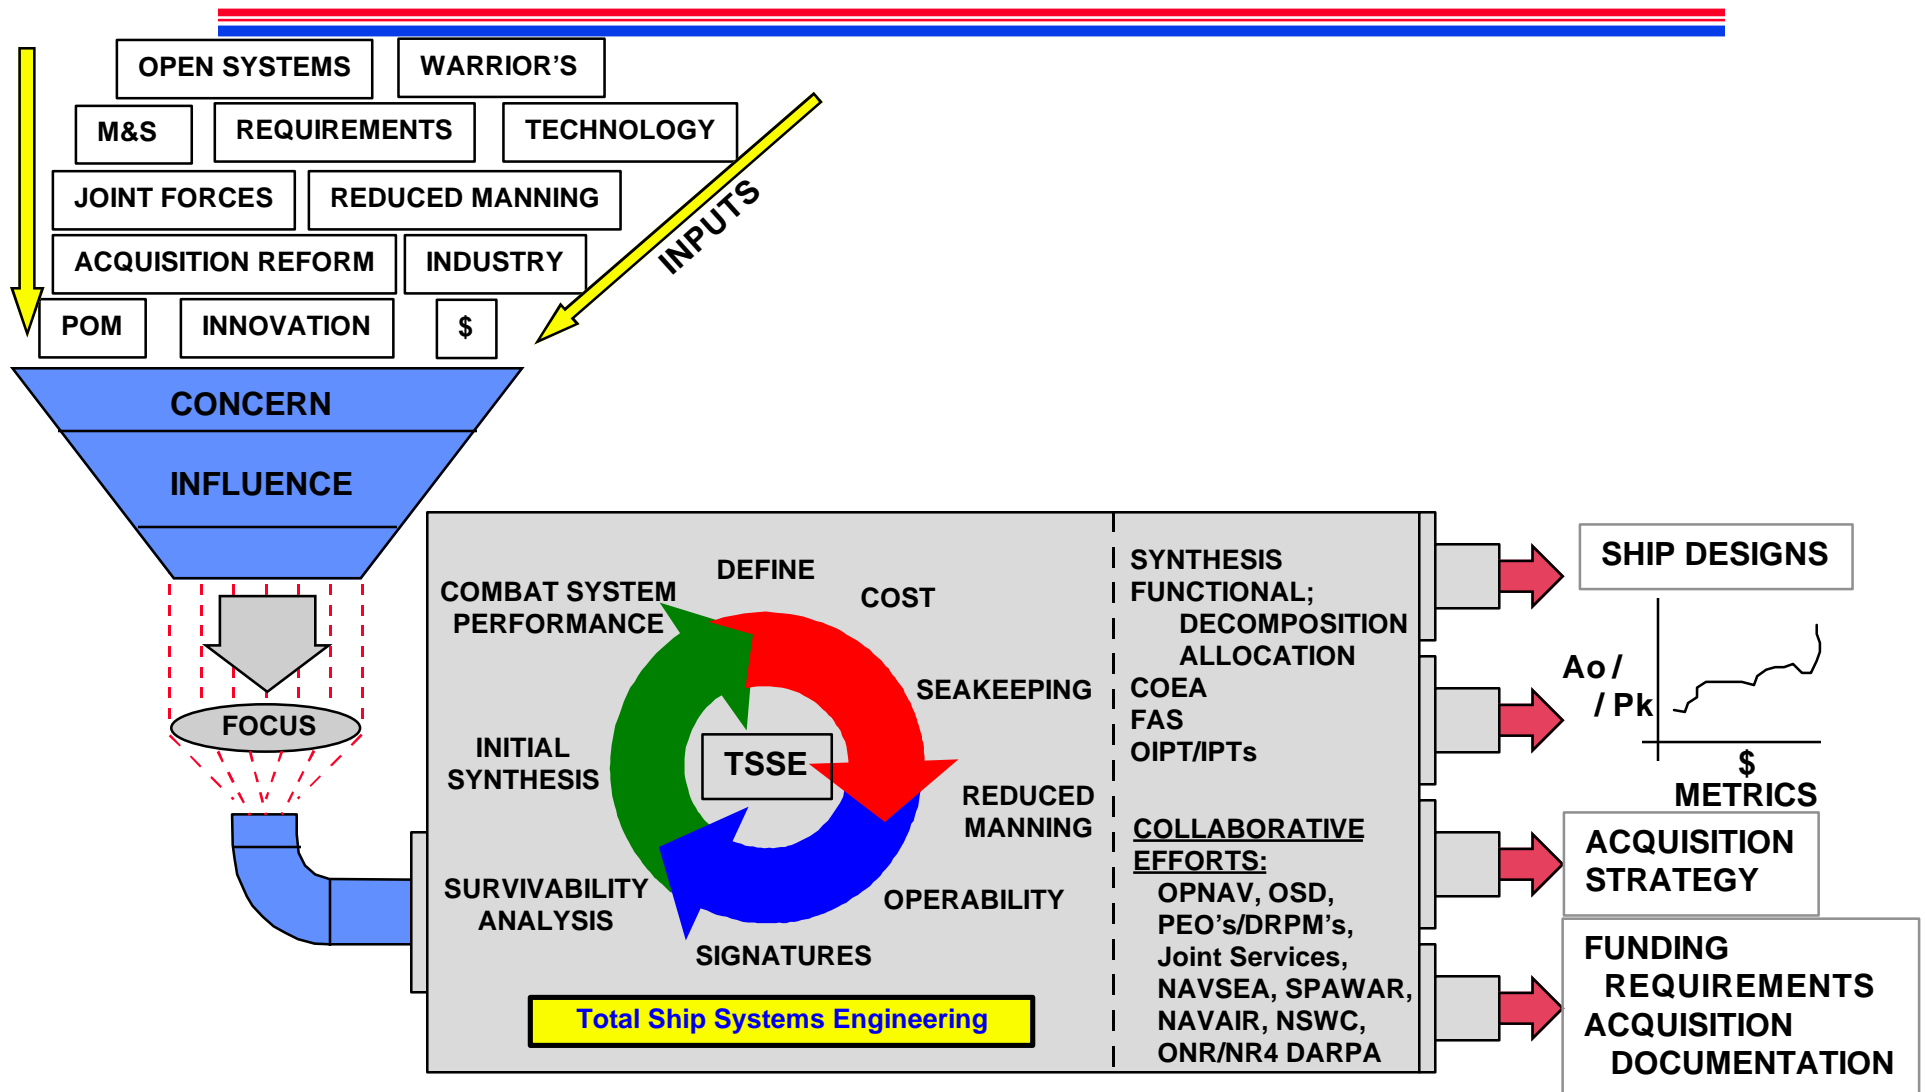 OPEN SYSTEMS
WARRIOR'S
M&S
REQUIREMENTS
TECHNOLOGY
JOINT FORCES
REDUCED MANNING
ACQUISITION REFORM
INDUSTRY
POM
INNOVATION
$
INPUTS
CONCERN
INFLUENCE
FOCUS
DEFINE
COST
COMBAT SYSTEM
PERFORMANCE
SEAKEEPING
INITIAL
SYNTHESIS
TSSE
REDUCED
MANNING
SURVIVABILITY
ANALYSIS
OPERABILITY
SIGNATURES
Total Ship Systems Engineering
SYNTHESIS
FUNCTIONAL;
DECOMPOSITION
ALLOCATION
COEA
FAS
OIPT/IPTs
COLLABORATIVE
EFFORTS:
OPNAV, OSD,
PEO's/DRPM's,
Joint Services,
NAVSEA, SPAWAR,
NAVAIR, NSWC,
ONR/NR4 DARPA
SHIP DESIGNS
Ao /
/ Pk
$
METRICS
ACQUISITION
STRATEGY
FUNDING
REQUIREMENTS
ACQUISITION
DOCUMENTATION